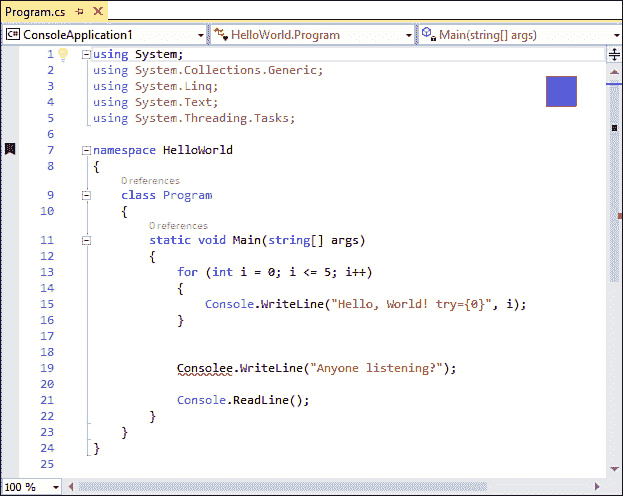 Program.cs
C# ConsoleApplication1 HelloWorld.Program Main(string[] args)
1 using System;
2 using System.Collections.Generic;
3 using System.Linq;
4 using System.Text;
5 using System.Threading.Tasks;
6
7 namespace HelloWorld
8 {
0 references
9 class Program
10 {
0 references
11 static void Main(string[] args)
12 {
13 for (int i = 0; i <= 5; i++)
14 {
15 Console.WriteLine("Hello, World! try={0}", i);
16 }
17
18
19 Consolee.WriteLine("Anyone listening?");
20
21 Console.ReadLine();
22 }
23 }
24 }
25
100 %